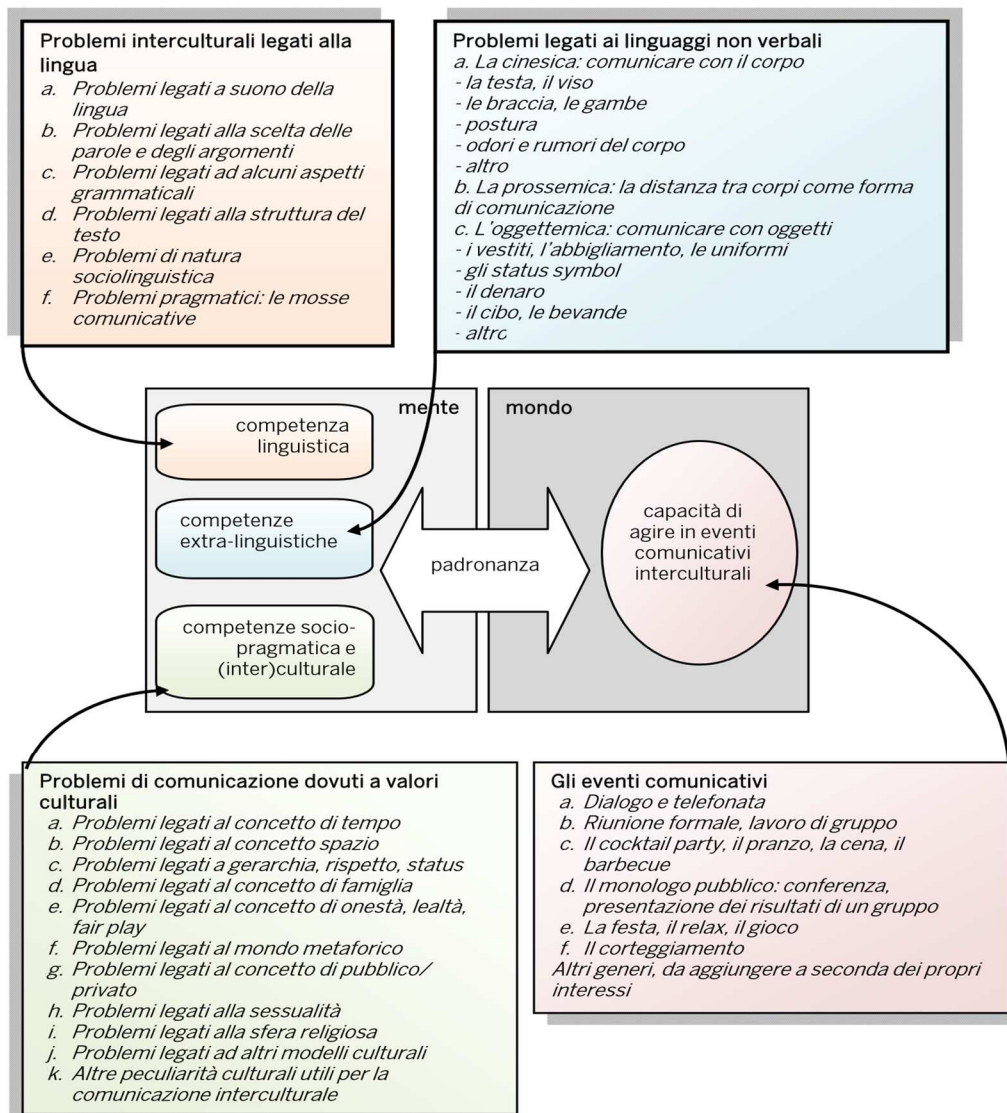 Problemi interculturali legati alla
lingua
a. Problemi legati a suono della
lingua
b. Problemi legati alla scelta delle
parole e degli argomenti
c. Problemi legati ad alcuni aspetti
grammaticali
d. Problemi legati alla struttura del
testo
e. Problemi di natura
sociolinguistica
f. Problemi pragmatici: le mosse
comunicative
Problemi legati ai linguaggi non verbali
a. La cinesica: comunicare con il corpo
- la testa, il viso
- le braccia, le gambe
- postura
- odori e rumori del corpo
- altro
b. La prossemica: la distanza tra corpi come forma
di comunicazione
c. L'oggettemica: comunicare con oggetti
- i vestiti, l'abbigliamento, le uniformi
- gli status symbol
- il denaro
- il cibo, le bevande
- altro
mente
mondo
competenza
linguistica
competenze
extra-linguistiche
competenze socio-
pragmatica e
(inter)culturale
padronanza
capacità di
agire in eventi
comunicativi
interculturali
Problemi di comunicazione dovuti a valori
culturali
a. Problemi legati al concetto di tempo
b. Problemi legati al concetto spazio
c. Problemi legati a gerarchia, rispetto, status
d. Problemi legati al concetto di famiglia
e. Problemi legati al concetto di onestà, lealtà,
fair play
f. Problemi legati al mondo metaforico
g. Problemi legati al concetto di pubblico/
privato
h. Problemi legati alla sessualità
i. Problemi legati alla sfera religiosa
j. Problemi legati ad altri modelli culturali
k. Altre peculiarità culturali utili per la
comunicazione interculturale
Gli eventi comunicativi
a. Dialogo e telefonata
b. Riunione formale, lavoro di gruppo
c. Il cocktail party, il pranzo, la cena, il
barbecue
d. Il monologo pubblico: conferenza,
presentazione dei risultati di un gruppo
e. La festa, il relax, il gioco
f. Il corteggiamento
Altri generi, da aggiungere a seconda dei propri
interessi